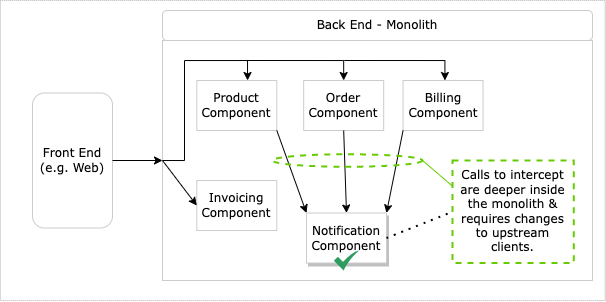 Back End - Monolith
Product
Component
Order
Component
Billing
Component
Front End
(e.g. Web)
Invoicing
Component
Notification
Component
Calls to intercept
are deeper inside
the monolith &
requires changes
to upstream
clients.